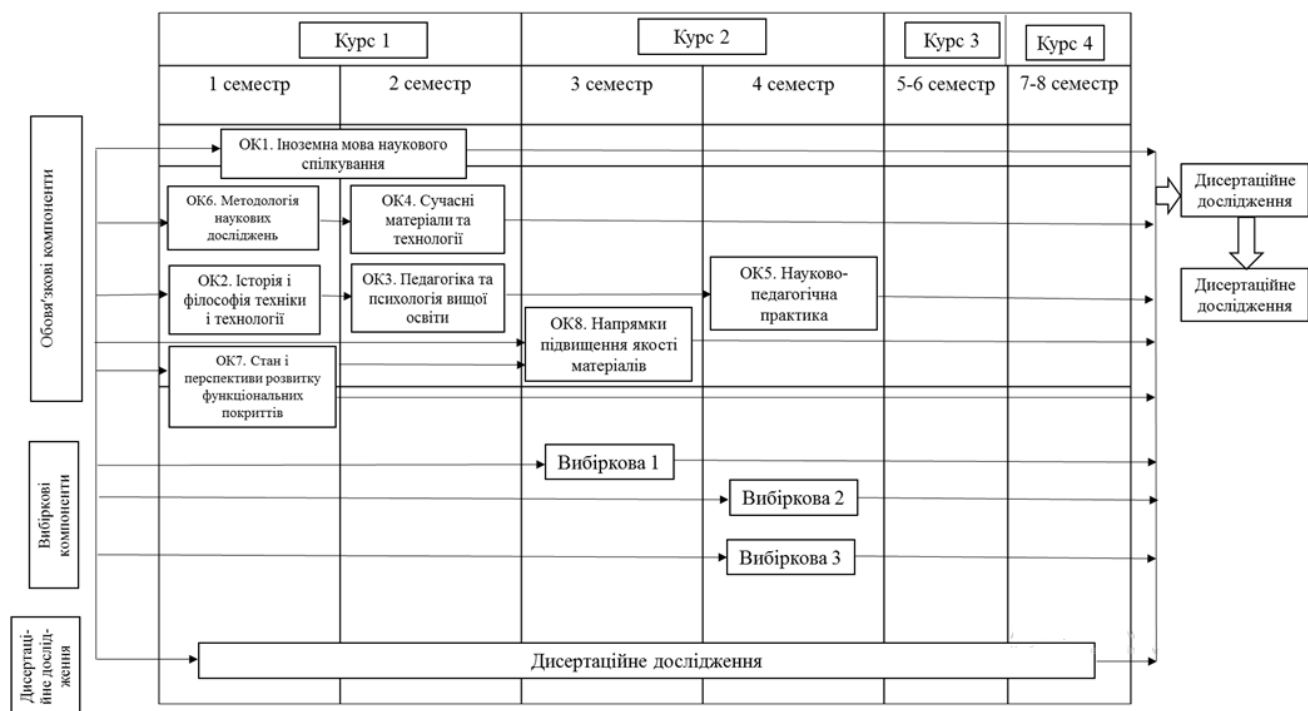 Курс 1
Курс 2
Курс 3
Курс 4
1 семестр
2 семестр
3 семестр
4 семестр
5-6 семестр
7-8 семестр
Обовя'зкові компоненти
ОК1. Іноземна мова наукового
спілкування
ОК6. Методологія
наукових
досліджень
ОК4. Сучасні
матеріали та
технології
ОК2. Історія і
філософія техніки
і технології
ОК3. Педагогіка та
психологія вищої
освіти
ОК5. Науково-
педагогічна
практика
ОК8. Напрямки
підвищення якості
матеріалів
ОК7. Стан і
перспективи розвитку
функціональних
покриттів
Дисертаційне
дослідження
Дисертаційне
дослідження
Вибіркові
компоненти
Вибіркова 1
Вибіркова 2
Вибіркова 3
Дисертаці-
йне дослід-
ження
Дисертаційне дослідження